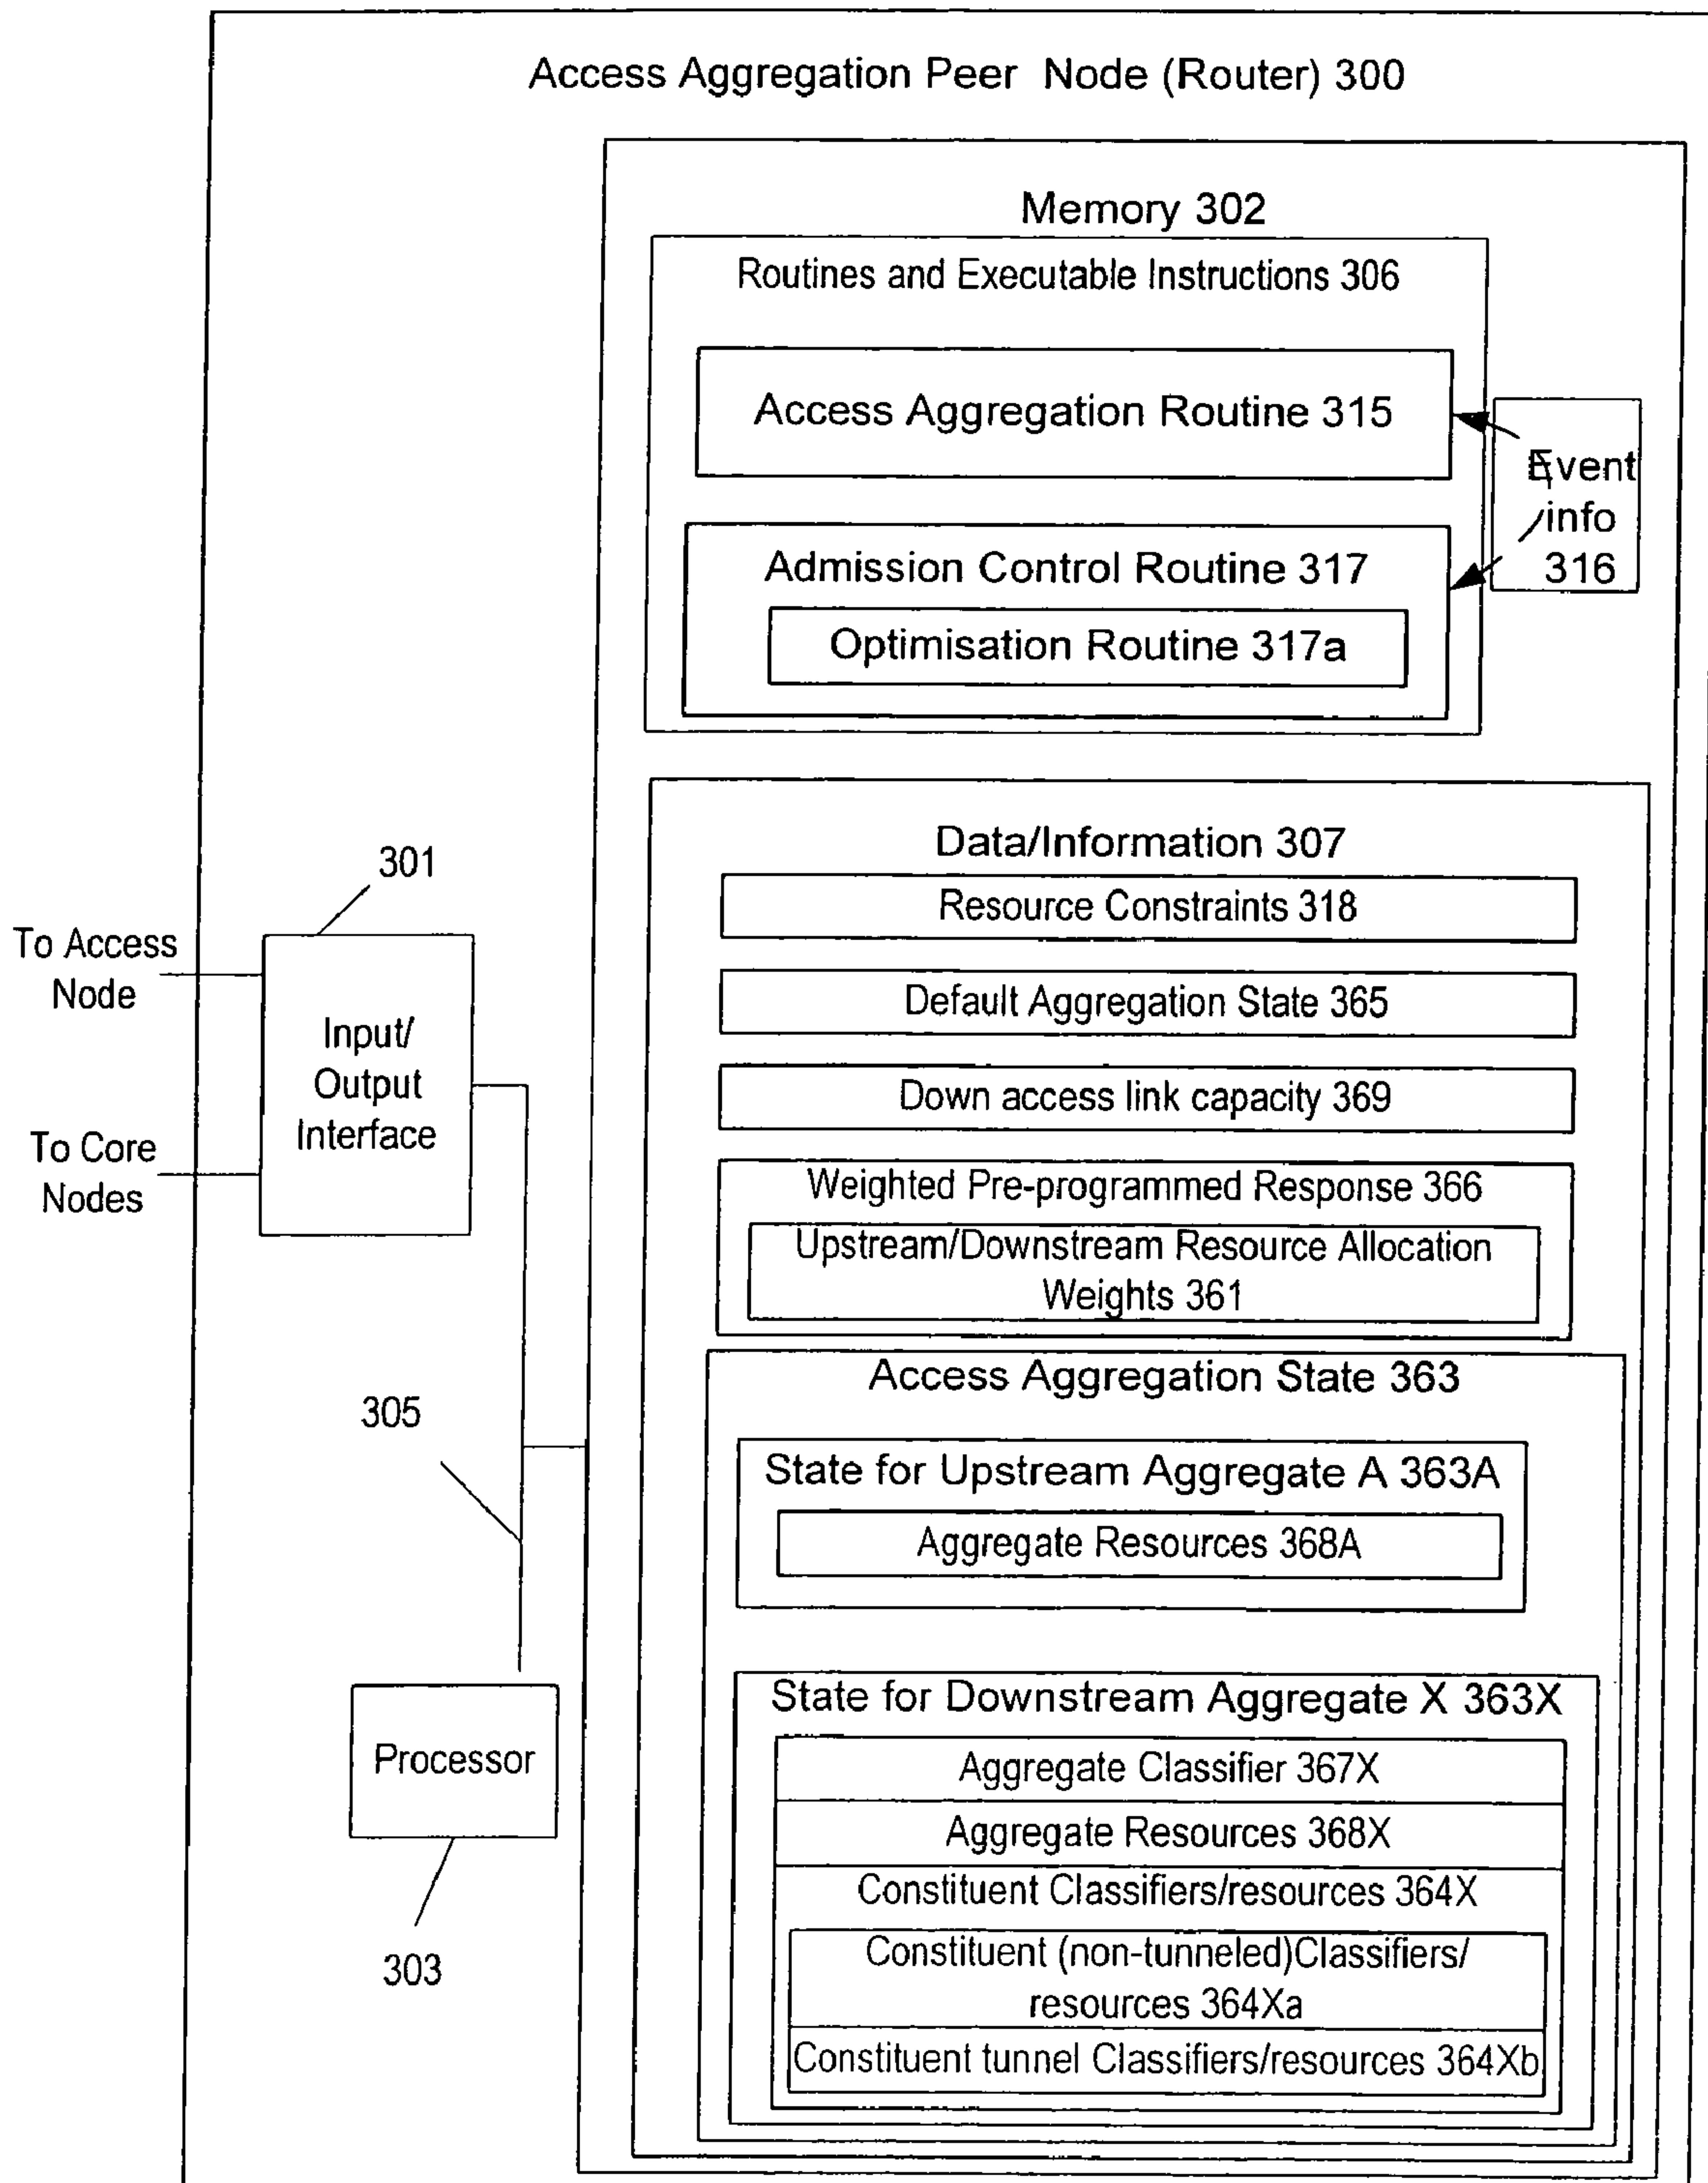 Access Aggregation Peer Node (Router) 300
Memory 302
Routines and Executable Instructions 306
Access Aggregation Routine 315
Event
info
316
Admission Control Routine 317
Optimisation Routine 317a
Data/Information 307
Resource Constraints 318
Default Aggregation State 365
Down access link capacity 369
Weighted Pre-programmed Response 366
Upstream/Downstream Resource Allocation
Weights 361
Access Aggregation State 363
State for Upstream Aggregate A 363A
Aggregate Resources 368A
State for Downstream Aggregate X 363X
Aggregate Classifier 367X
Aggregate Resources 368X
Constituent Classifiers/resources 364X
Constituent (non-tunneled)Classifiers/
resources 364Xa
Constituent tunnel Classifiers/resources 364Xb
301
To Access
Node
Input/
Output
Interface
To Core
Nodes
305
Processor
303